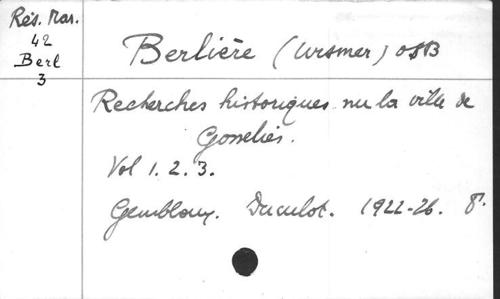 Rés. Mar.
42
Berl
3
Berlière (Ursmer) OSB
Recherches historiques sur la ville de
Gosselies.
Vol 1. 2. 3.
Gembloux. Duculot. 1922-26. 8°.